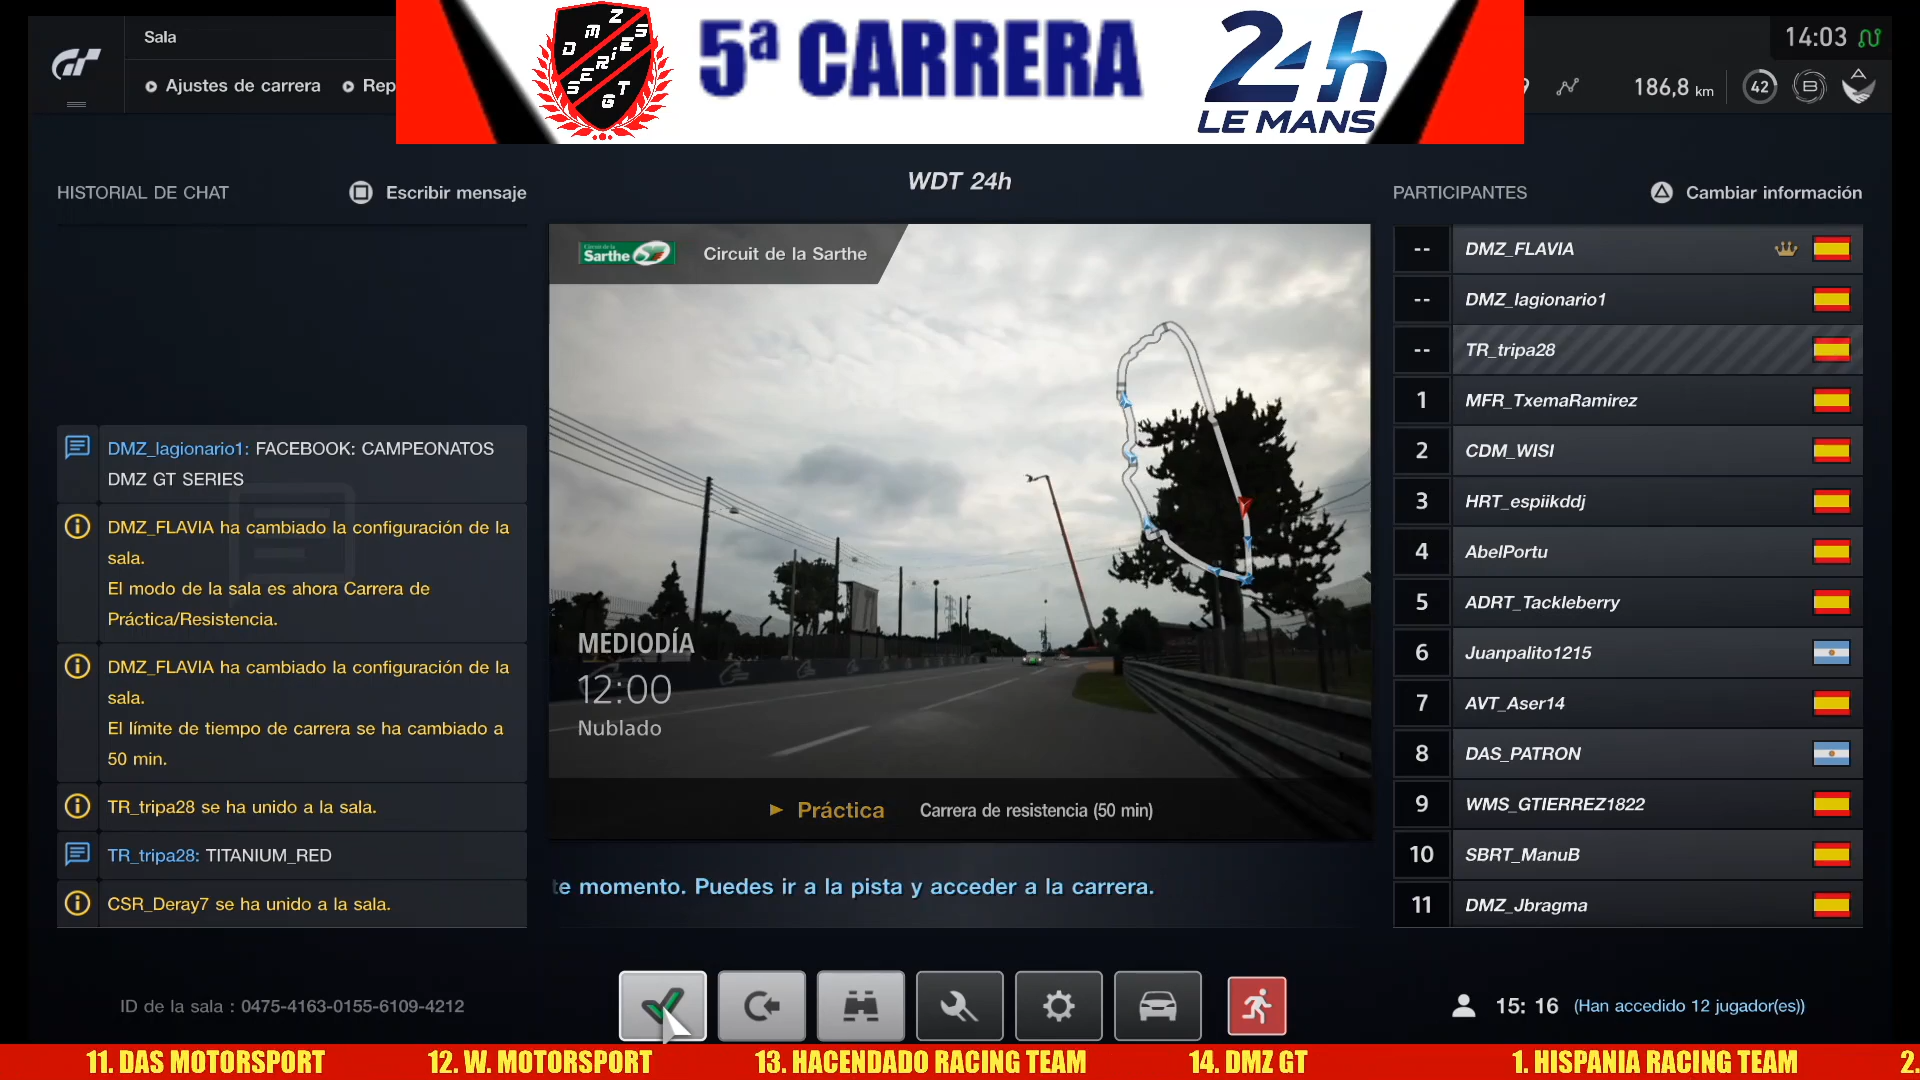 Sala
Ajustes de carrera
Rep
DMZ SERIES GT
5ª CARRERA
24h
LE MANS
14:03
186,8 km
42
B
HISTORIAL DE CHAT
Escribir mensaje
WDT 24h
PARTICIPANTES
Cambiar información
Circuit de la Sarthe
Circuit de la Sarthe
DMZ_lagionario1: FACEBOOK: CAMPEONATOS
DMZ GT SERIES
DMZ_FLAVIA ha cambiado la configuración de la
sala.
El modo de la sala es ahora Carrera de
Práctica/Resistencia.
DMZ_FLAVIA ha cambiado la configuración de la
sala.
El límite de tiempo de carrera se ha cambiado a
50 min.
TR_tripa28 se ha unido a la sala.
TR_tripa28: TITANIUM_RED
CSR_Deray7 se ha unido a la sala.
MEDIODÍA
12:00
Nublado
Práctica Carrera de resistencia (50 min)
te momento. Puedes ir a la pista y acceder a la carrera.
-- DMZ_FLAVIA
-- DMZ_lagionario1
-- TR_tripa28
1 MFR_TxemaRamirez
2 CDM_WISI
3 HRT_espiikddj
4 AbelPortu
5 ADRT_Tackleberry
6 Juanpalito1215
7 AVT_Aser14
8 DAS_PATRON
9 WMS_GTIERREZ1822
10 SBRT_ManuB
11 DMZ_Jbragma
ID de la sala : 0475-4163-0155-6109-4212
15: 16 (Han accedido 12 jugador(es))
11. DAS MOTORSPORT 12. W. MOTORSPORT 13. HACENDADO RACING TEAM 14. DMZ GT 1. HISPANIA RACING TEAM 2.